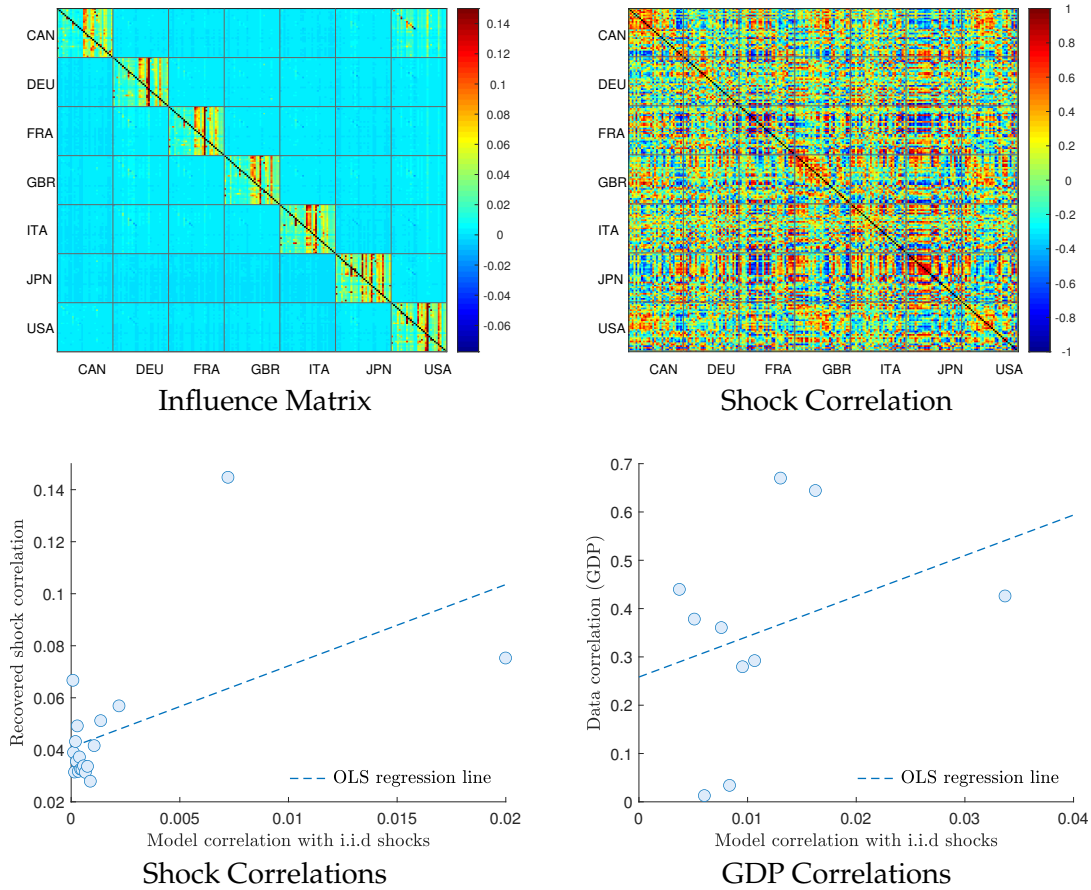 CAN
DEU
FRA
GBR
ITA
JPN
USA
CAN DEU FRA GBR ITA JPN USA
0.14
0.12
0.1
0.08
0.06
0.04
0.02
0
-0.02
-0.04
-0.06
Influence Matrix
CAN
DEU
FRA
GBR
ITA
JPN
USA
CAN DEU FRA GBR ITA JPN USA
1
0.8
0.6
0.4
0.2
0
-0.2
-0.4
-0.6
-0.8
-1
Shock Correlation
Recovered shock correlation
0.14
0.12
0.1
0.08
0.06
0.04
0.02
OLS regression line
0 0.005 0.01 0.015 0.02
Model correlation with i.i.d shocks
Shock Correlations
Data correlation (GDP)
0.7
0.6
0.5
0.4
0.3
0.2
0.1
0
OLS regression line
0 0.01 0.02 0.03 0.04
Model correlation with i.i.d shocks
GDP Correlations